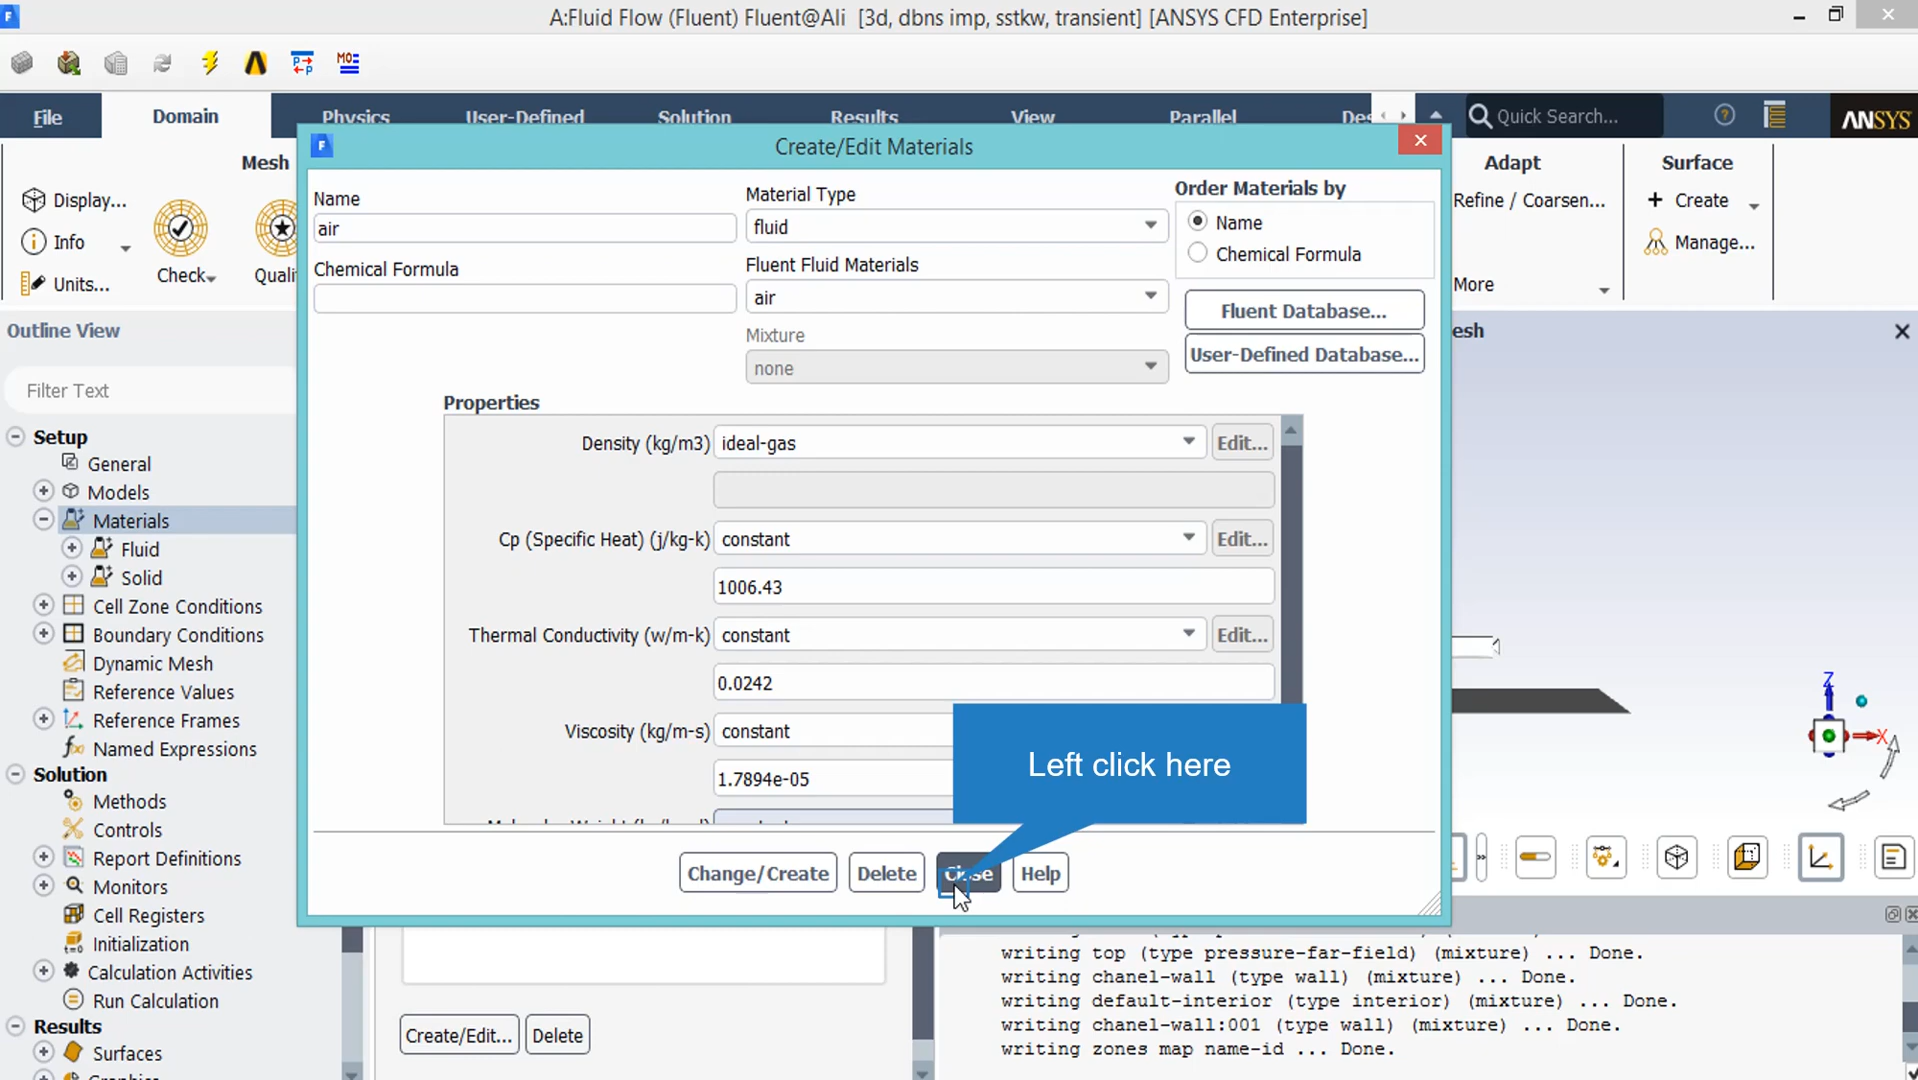 A:Fluid Flow (Fluent) Fluent@Ali [3d, dbns imp, sstkw, transient] [ANSYS CFD Enterprise]
File
Domain
Physics
User-Defined
Solution
Results
View
Parallel
Des
Quick Search...
ANSYS
Mesh
Display...
Info
Units...
Check
Quali
Adapt
Refine / Coarsen...
More
Surface
Create
Manage...
Create/Edit Materials
Name
air
Chemical Formula
Material Type
fluid
Fluent Fluid Materials
air
Mixture
none
Order Materials by
Name
Chemical Formula
Fluent Database...
User-Defined Database...
Properties
Density (kg/m3)
ideal-gas
Edit...
Cp (Specific Heat) (j/kg-k)
constant
Edit...
1006.43
Thermal Conductivity (w/m-k)
constant
Edit...
0.0242
Viscosity (kg/m-s)
constant
1.7894e-05
Left click here
Change/Create
Delete
Close
Help
Outline View
Filter Text
Setup
General
Models
Materials
Fluid
Solid
Cell Zone Conditions
Boundary Conditions
Dynamic Mesh
Reference Values
Reference Frames
Named Expressions
Solution
Methods
Controls
Report Definitions
Monitors
Cell Registers
Initialization
Calculation Activities
Run Calculation
Results
Surfaces
esh
Z
X
Create/Edit...
Delete
writing top (type pressure-far-field) (mixture) ... Done.
writing chanel-wall (type wall) (mixture) ... Done.
writing default-interior (type interior) (mixture) ... Done.
writing chanel-wall:001 (type wall) (mixture) ... Done.
writing zones map name-id ... Done.